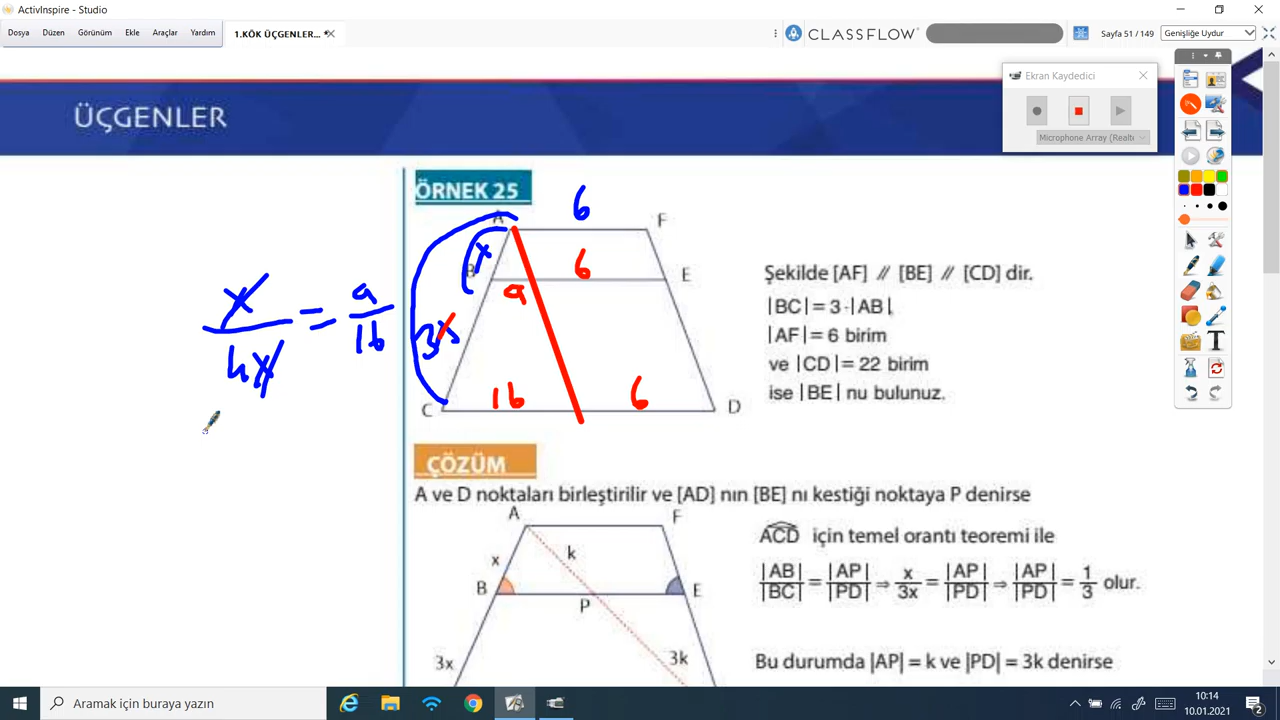 ActivInspire - Studio
Dosya Düzen Görünüm Ekle Araçlar Yardım
1.KÖK ÜÇGENLER...
CLASSFLOW
Sayfa 51 / 149
Genişliğe Uydur
Ekran Kaydedici
Microphone Array (Realte
ÜÇGENLER
ÖRNEK 25
A 6 F
x
B 6 E
a
3x
C 16 6 D
x/4x = a/16
Şekilde [AF] // [BE] // [CD] dir.
|BC| = 3·|AB|,
|AF| = 6 birim
ve |CD| = 22 birim
ise |BE| nu bulunuz.
ÇÖZÜM
A ve D noktaları birleştirilir ve [AD] nın [BE] nı kestiği noktaya P denirse
A F
x k
B P E
3x 3k
ACD için temel orantı teoremi ile
|AB|/|BC| = |AP|/|PD| ⇒ x/3x = |AP|/|PD| ⇒ |AP|/|PD| = 1/3 olur.
Bu durumda |AP| = k ve |PD| = 3k denirse
Aramak için buraya yazın
10:14
10.01.2021
2